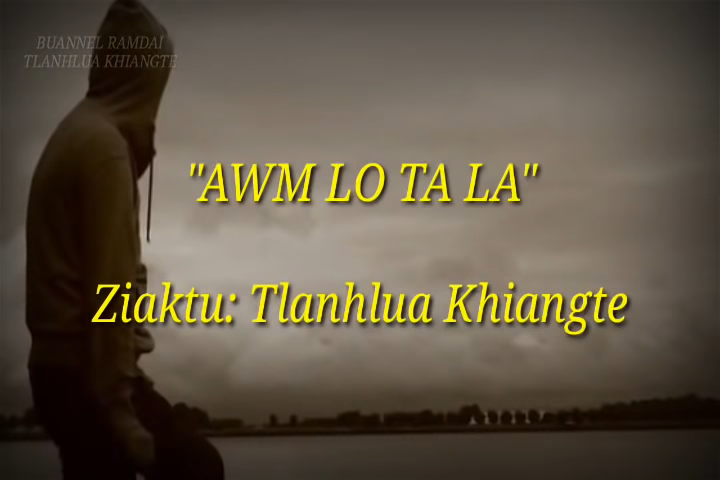 BUANNEL RAMDAI
TLANHLUA KHIANGTE
"AWM LO TA LA"
Ziaktu: Tlanhlua Khiangte